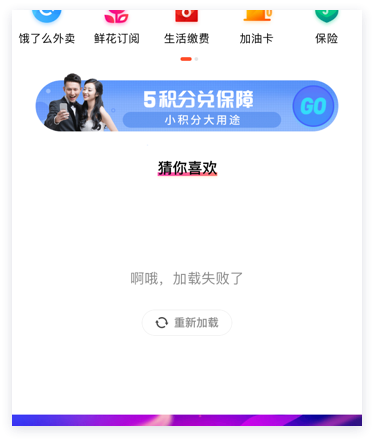 饿了么外卖 鲜花订阅 生活缴费 加油卡 保险
5积分兑保障
小积分大用途
GO
猜你喜欢
啊哦，加载失败了
重新加载